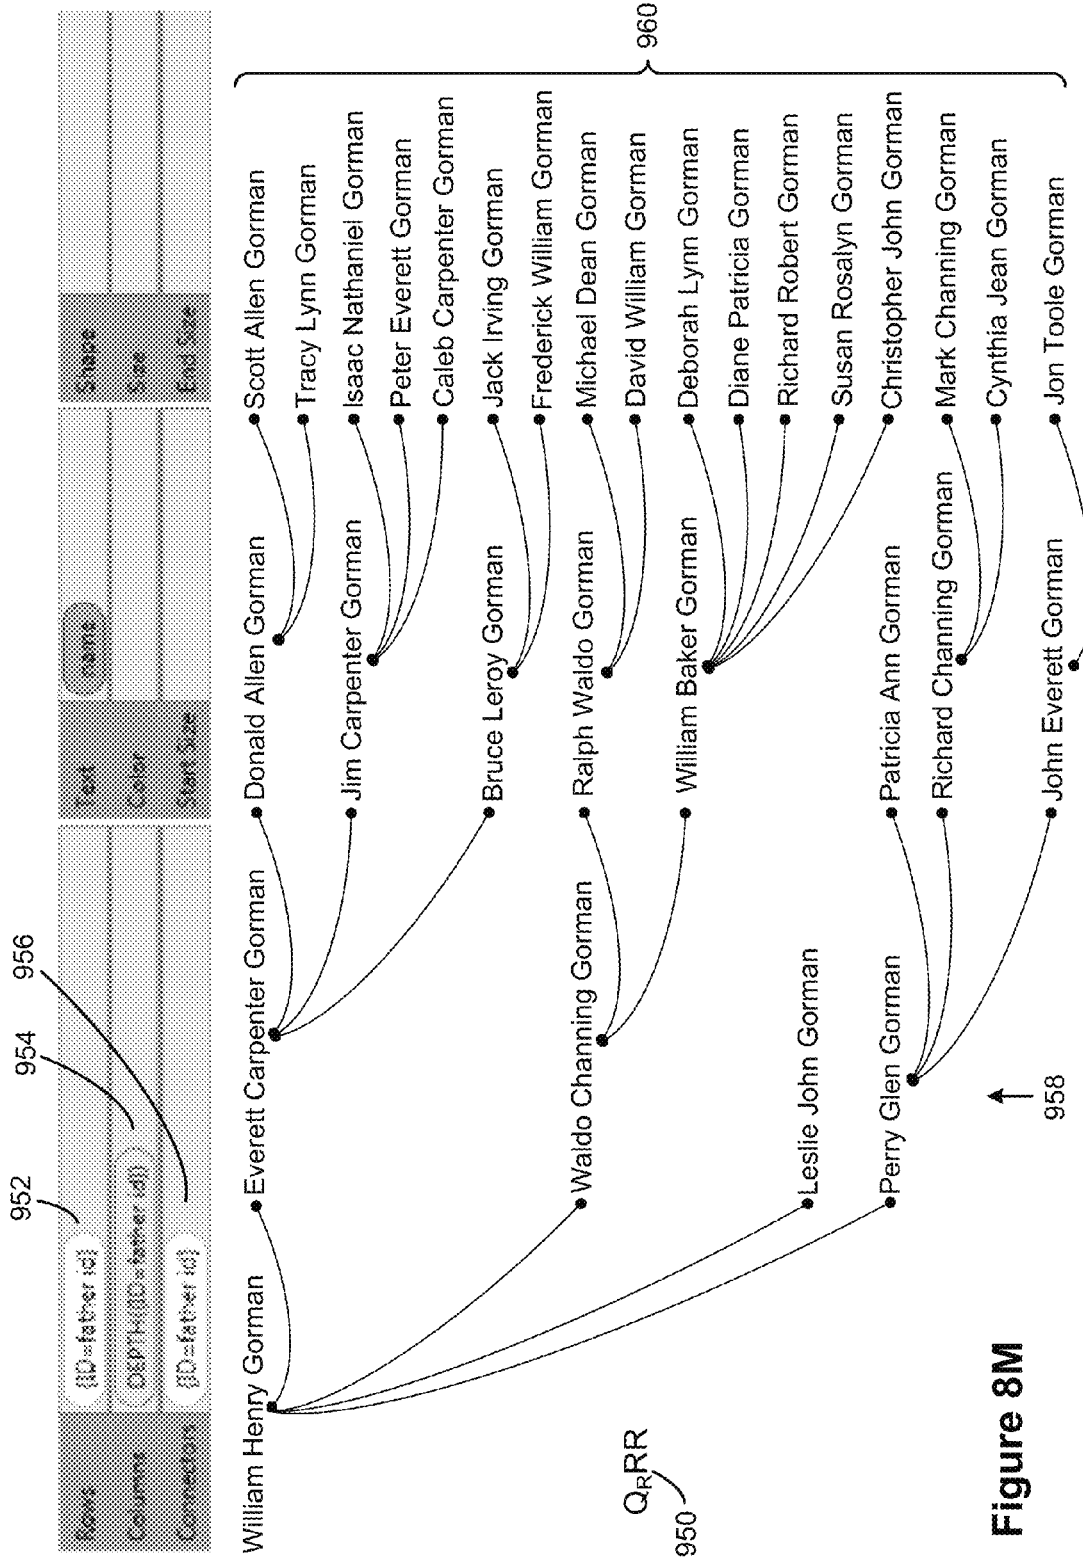 952
954
956
Rows
[ID=father id]
Columns
DEPTH([ID=father id])
Connectors
[ID=father id]
Text
name
Color
Start Size
Shape
Size
End Size
William Henry Gorman
Everett Carpenter Gorman
Donald Allen Gorman
Scott Allen Gorman
Tracy Lynn Gorman
Jim Carpenter Gorman
Isaac Nathaniel Gorman
Peter Everett Gorman
Caleb Carpenter Gorman
Bruce Leroy Gorman
Jack Irving Gorman
Frederick William Gorman
Waldo Channing Gorman
Ralph Waldo Gorman
Michael Dean Gorman
David William Gorman
William Baker Gorman
Deborah Lynn Gorman
Diane Patricia Gorman
Richard Robert Gorman
Susan Rosalyn Gorman
Christopher John Gorman
Leslie John Gorman
Perry Glen Gorman
Patricia Ann Gorman
Richard Channing Gorman
Mark Channing Gorman
Cynthia Jean Gorman
John Everett Gorman
Jon Toole Gorman
960
QRRR
950
958
Figure 8M